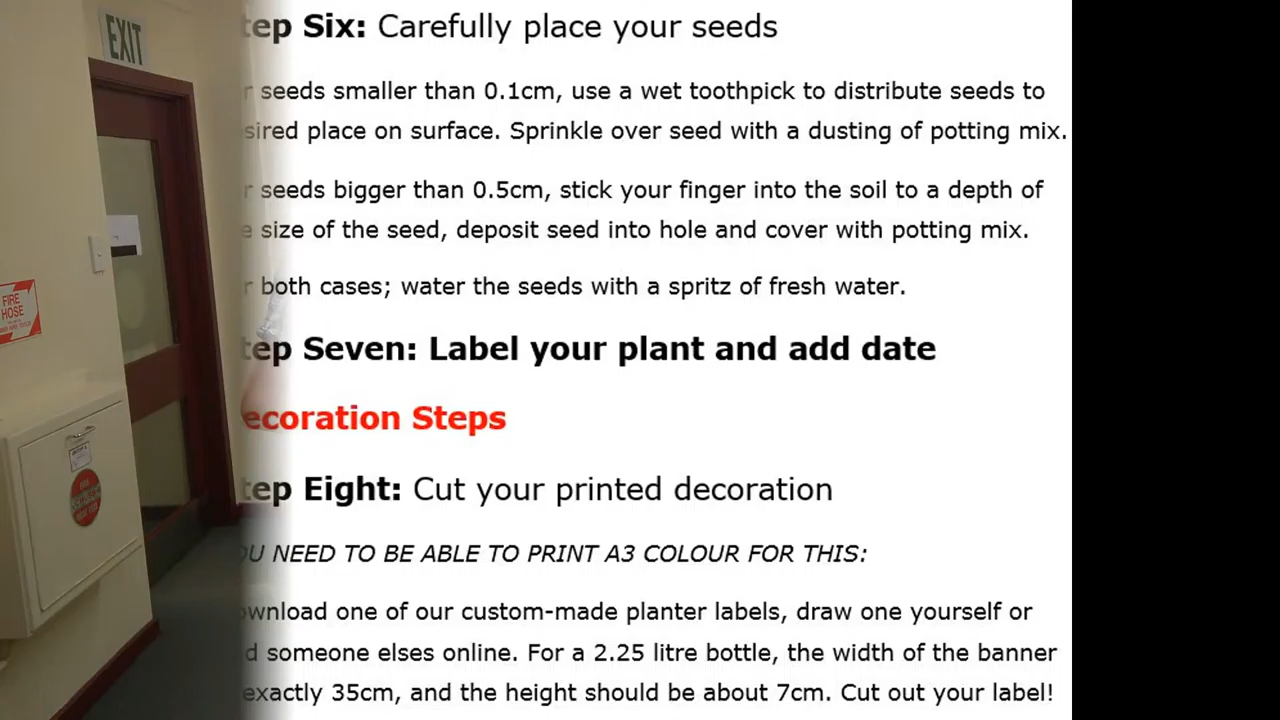 EXIT
FIRE
HOSE
tep Six: Carefully place your seeds
r seeds smaller than 0.1cm, use a wet toothpick to distribute seeds to
sired place on surface. Sprinkle over seed with a dusting of potting mix.
r seeds bigger than 0.5cm, stick your finger into the soil to a depth of
e size of the seed, deposit seed into hole and cover with potting mix.
r both cases; water the seeds with a spritz of fresh water.
tep Seven: Label your plant and add date
ecoration Steps
tep Eight: Cut your printed decoration
OU NEED TO BE ABLE TO PRINT A3 COLOUR FOR THIS:
ownload one of our custom-made planter labels, draw one yourself or
d someone elses online. For a 2.25 litre bottle, the width of the banner
exactly 35cm, and the height should be about 7cm. Cut out your label!